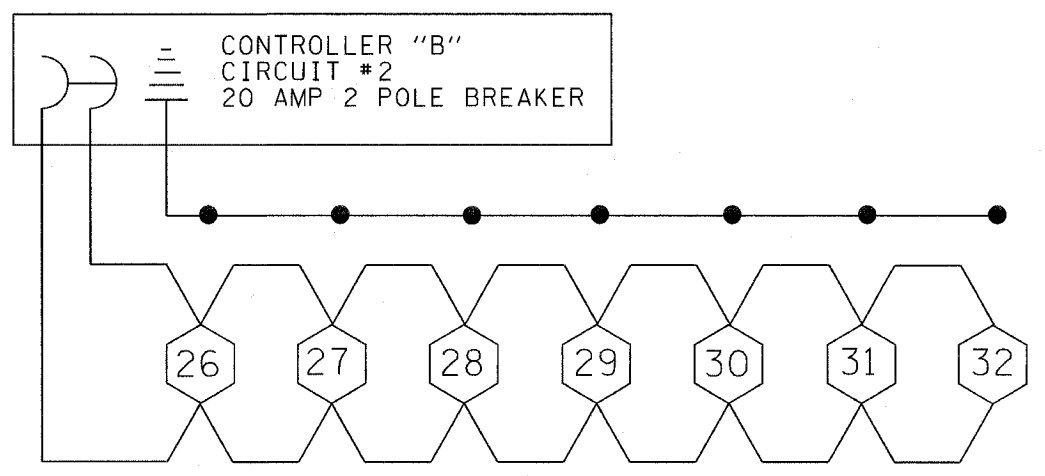 CONTROLLER "B"
CIRCUIT #2
20 AMP 2 POLE BREAKER
26 27 28 29 30 31 32